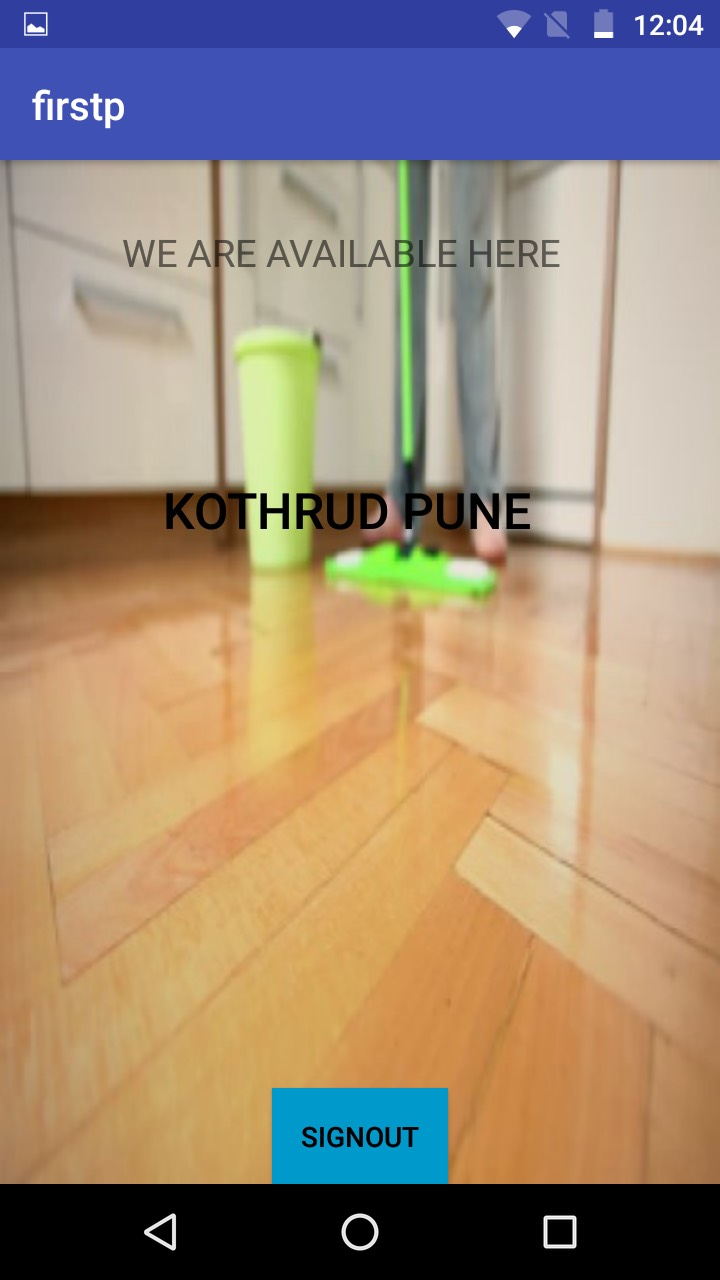 12:04
firstp
WE ARE AVAILABLE HERE
KOTHRUD PUNE
SIGNOUT